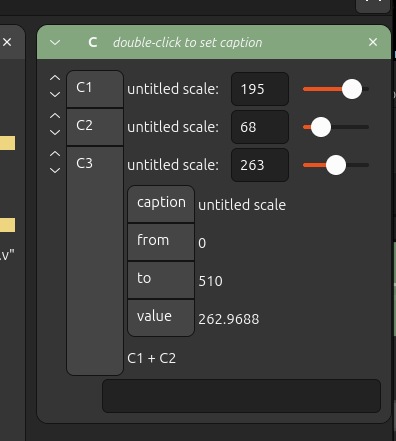 C double-click to set caption
C1 untitled scale: 195
C2 untitled scale: 68
C3 untitled scale: 263
caption untitled scale
from 0
to 510
value 262.9688
.v"
C1 + C2